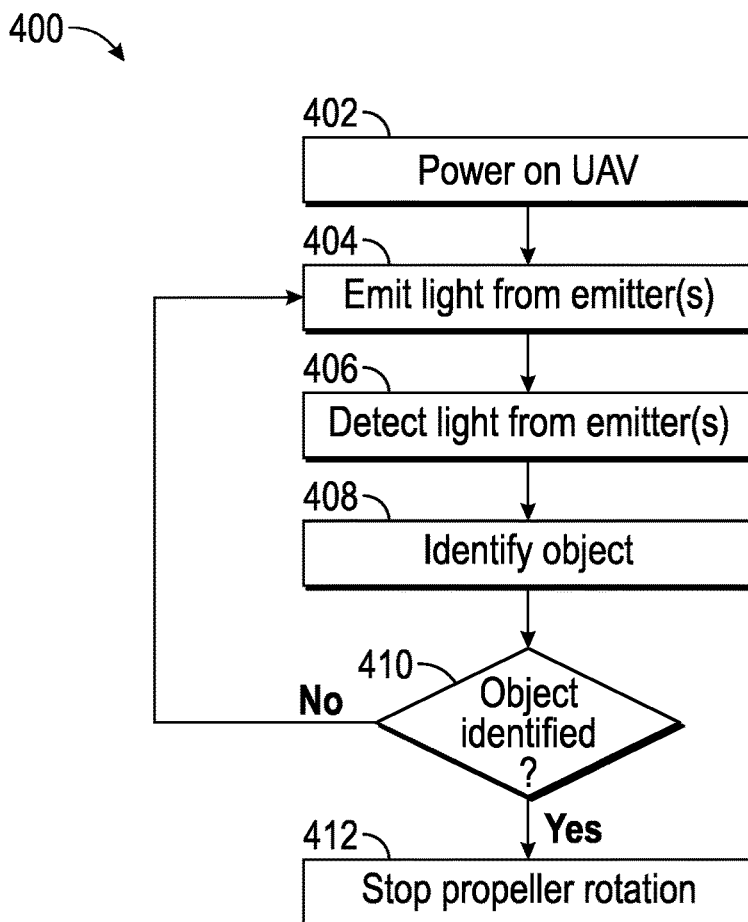 400
402
Power on UAV
404
Emit light from emitter(s)
406
Detect light from emitter(s)
408
Identify object
410
No
Object
identified
?
Yes
412
Stop propeller rotation